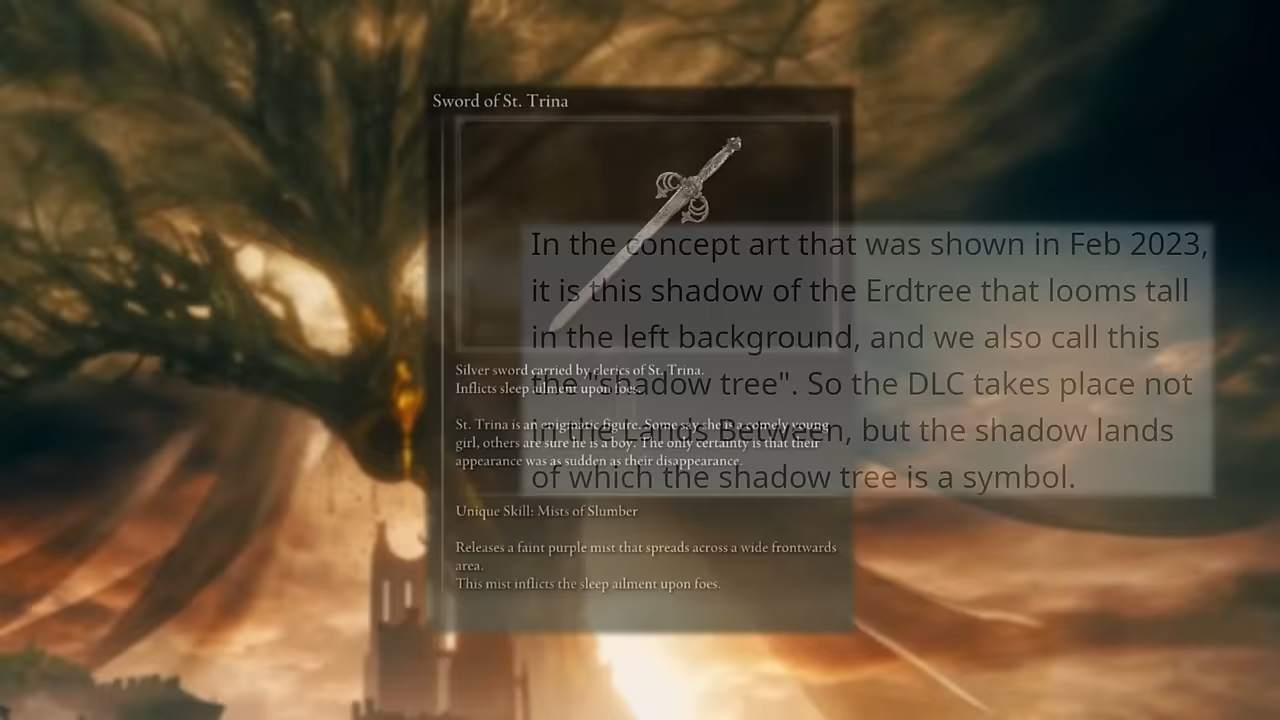 Sword of St. Trina
In the concept art that was shown in Feb 2023,
it is this shadow of the Erdtree that looms tall
in the left background, and we also call this
the "shadow tree". So the DLC takes place not
in the Lands Between, but the shadow lands
of which the shadow tree is a symbol.
Silver sword carried by clerics of St. Trina.
Inflicts sleep ailment upon foes.
St. Trina is an enigmatic figure. Some say she is a comely young
girl, others are sure he is a boy. The only certainty is that their
appearance was as sudden as their disappearance.
Unique Skill: Mists of Slumber
Releases a faint purple mist that spreads across a wide frontwards
area.
This mist inflicts the sleep ailment upon foes.